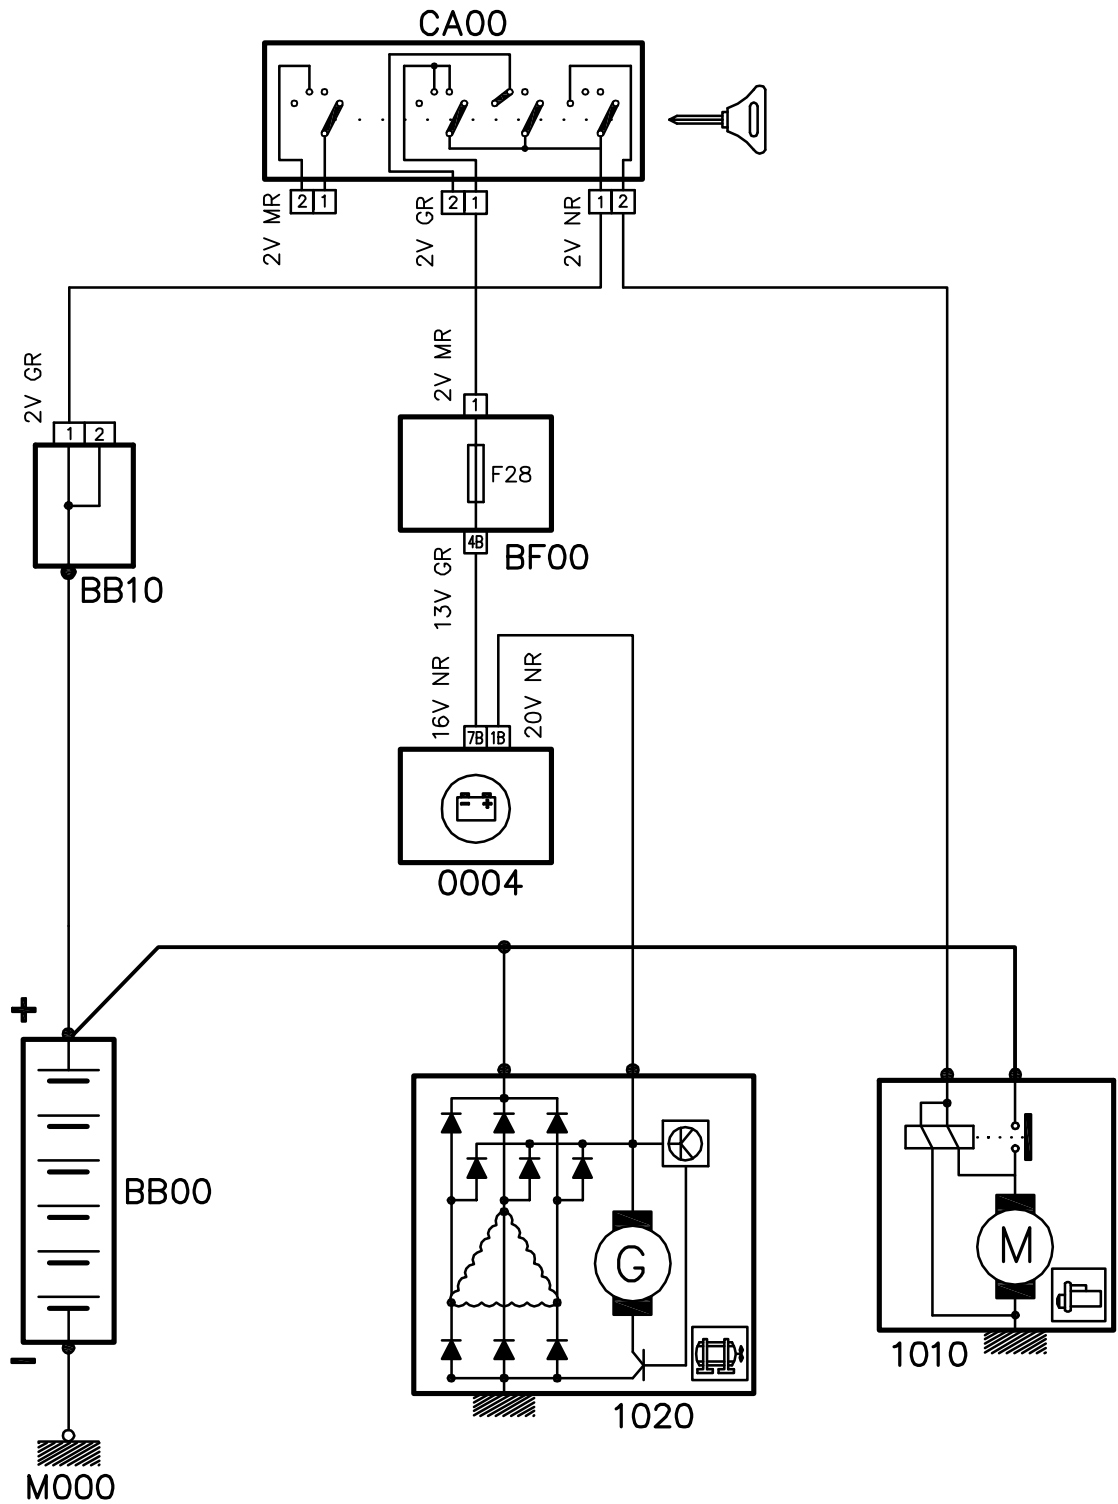 CA00
2V MR
2 1
2V GR
2 1
2V NR
1 2
2V GR
1 2
BB10
2V MR
1
F28
4B
BF00
13V GR
16V NR
7B 1B
20V NR
- +
0004
+
BB00
-
M000
G
1020
M
1010